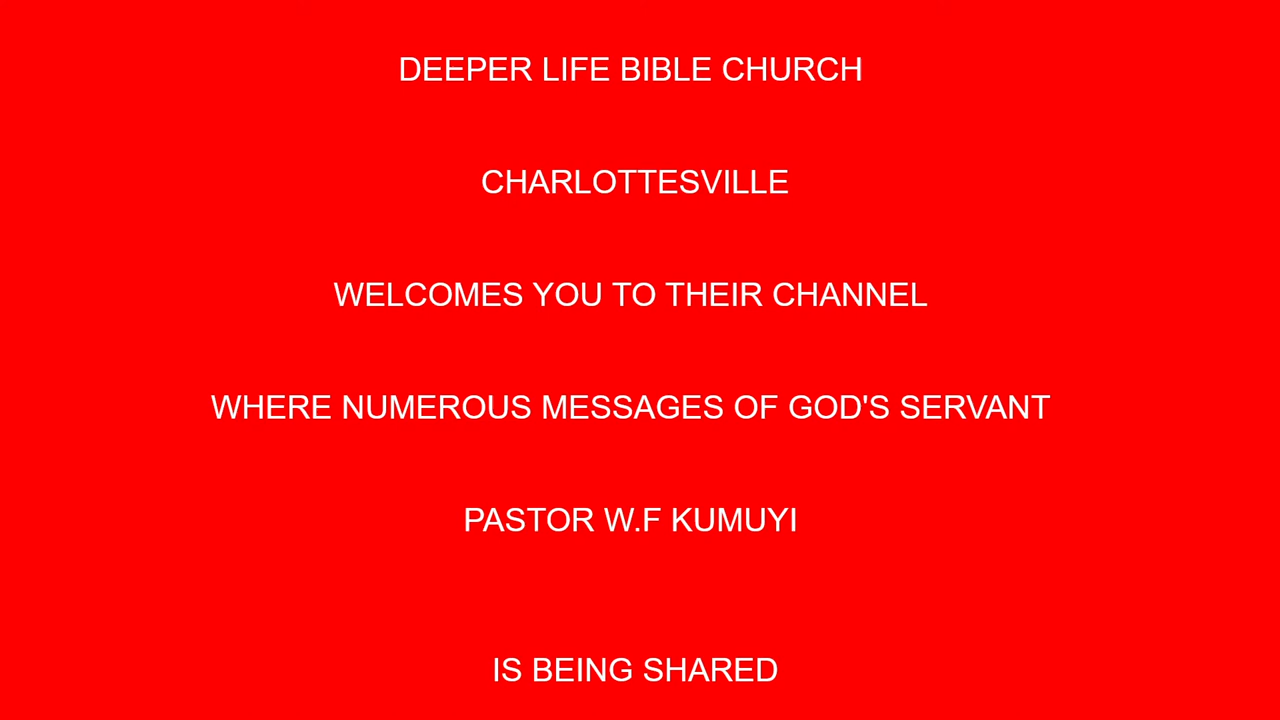 DEEPER LIFE BIBLE CHURCH
CHARLOTTESVILLE
WELCOMES YOU TO THEIR CHANNEL
WHERE NUMEROUS MESSAGES OF GOD'S SERVANT
PASTOR W.F KUMUYI
IS BEING SHARED